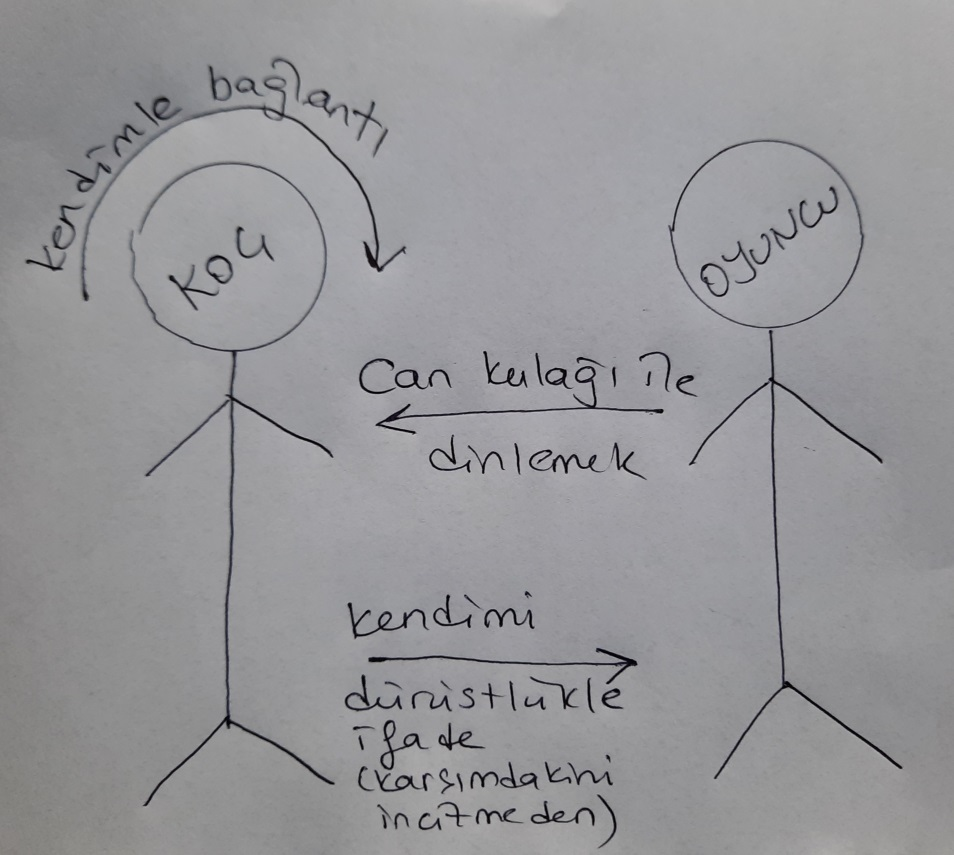 kendimle bağlantı
KOÇ
OYUNCU
Can kulağı ile
dinlemek
kendimi
dürüstlükle
ifade
(karşımdakini
incitmeden)